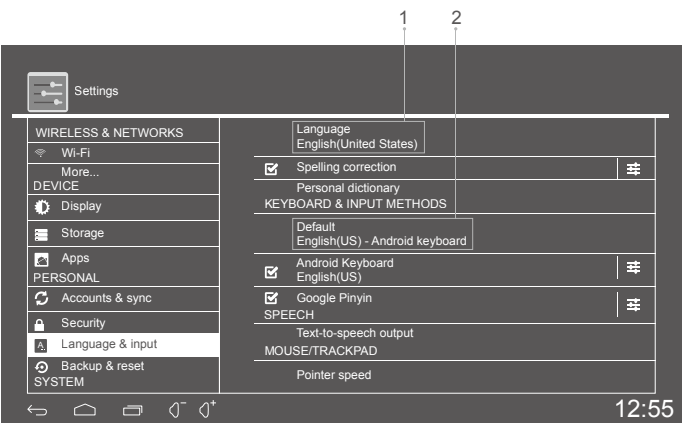 1 2
Settings
WIRELESS & NETWORKS
Wi-Fi
More...
DEVICE
Display
Storage
Apps
PERSONAL
Accounts & sync
Security
A
Language & input
Backup & reset
SYSTEM
Language
English(United States)
Spelling correction
Personal dictionary
KEYBOARD & INPUT METHODS
Default
English(US) - Android keyboard
Android Keyboard
English(US)
Google Pinyin
SPEECH
Text-to-speech output
MOUSE/TRACKPAD
Pointer speed
12:55